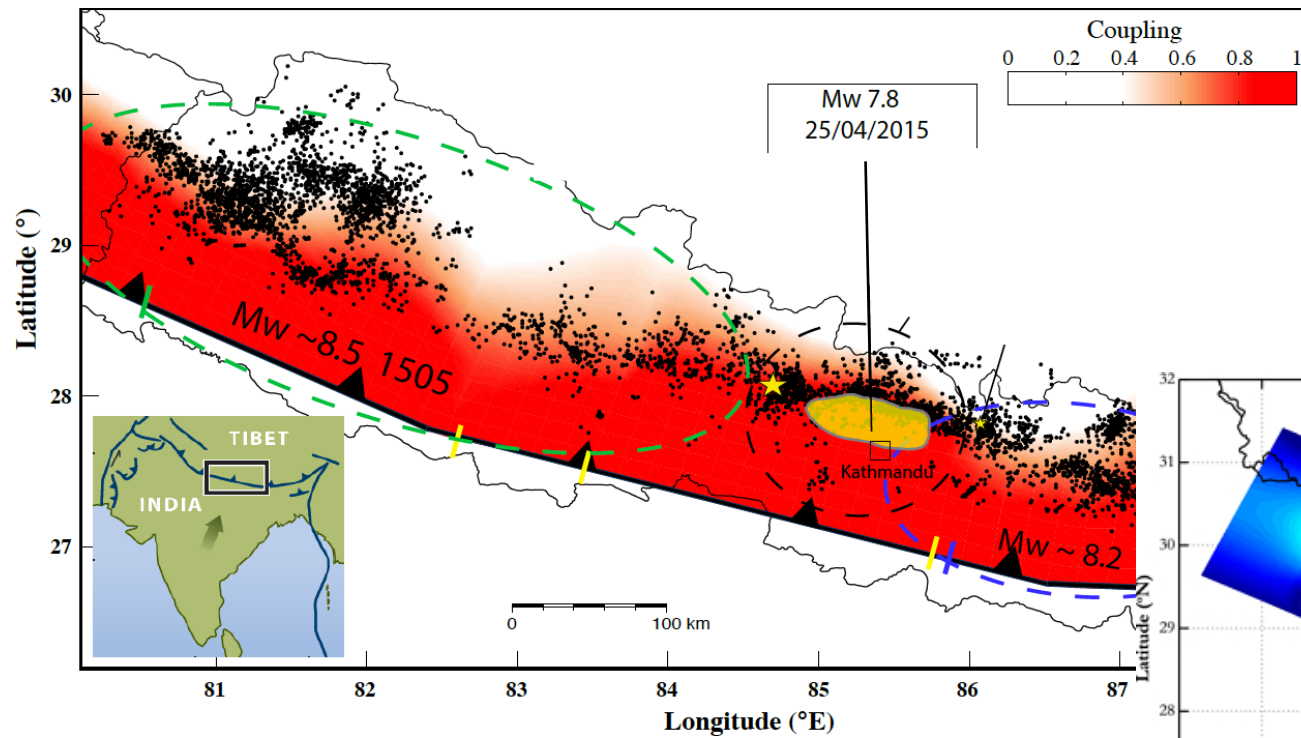 Coupling
0 0.2 0.4 0.6 0.8 1
Mw 7.8
25/04/2015
30
29
28
27
Latitude (°)
Mw ~8.5 1505
Kathmandu
Mw ~ 8.2
TIBET
INDIA
0 100 km
81 82 83 84 85 86 87
Longitude (°E)
32
31
30
29
28
Latitude (°N)